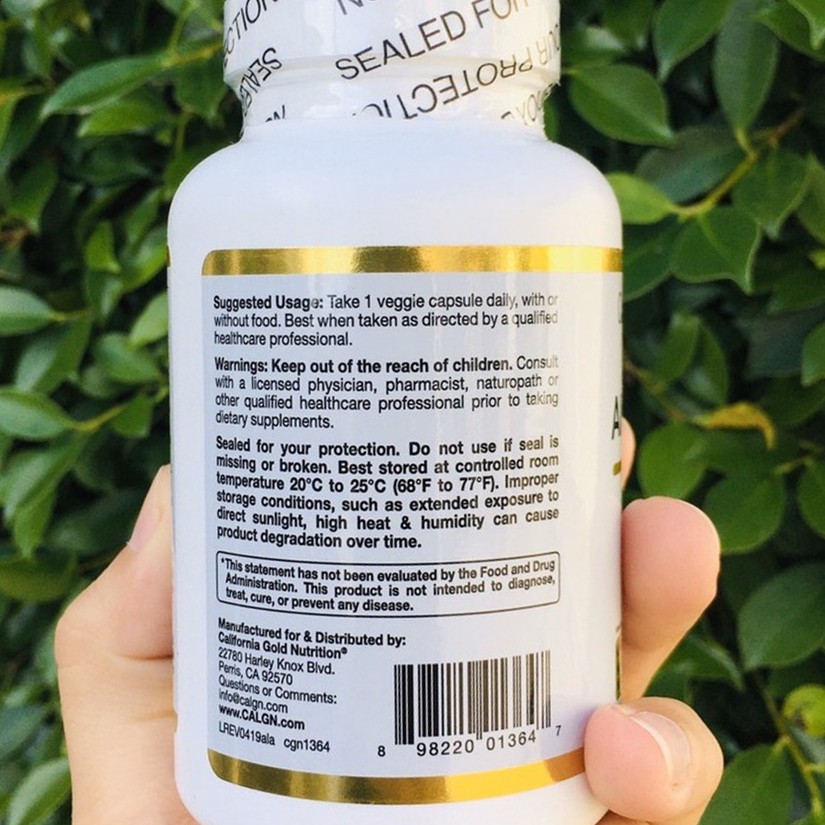 SEALED FOR
SEALED
PROTECTION
Suggested Usage: Take 1 veggie capsule daily, with or
without food. Best when taken as directed by a qualified
healthcare professional.
Warnings: Keep out of the reach of children. Consult
with a licensed physician, pharmacist, naturopath or
other qualified healthcare professional prior to taking
dietary supplements.
Sealed for your protection. Do not use if seal is
missing or broken. Best stored at controlled room
temperature 20°C to 25°C (68°F to 77°F). Improper
storage conditions, such as extended exposure to
direct sunlight, high heat & humidity can cause
product degradation over time.
*This statement has not been evaluated by the Food and Drug
Administration. This product is not intended to diagnose,
treat, cure, or prevent any disease.
Manufactured for & Distributed by:
California Gold Nutrition®
22780 Harley Knox Blvd.
Perris, CA 92570
Questions or Comments:
info@calgn.com
www.CALGN.com
LREV0419ala cgn1364
8 98220 01364 7